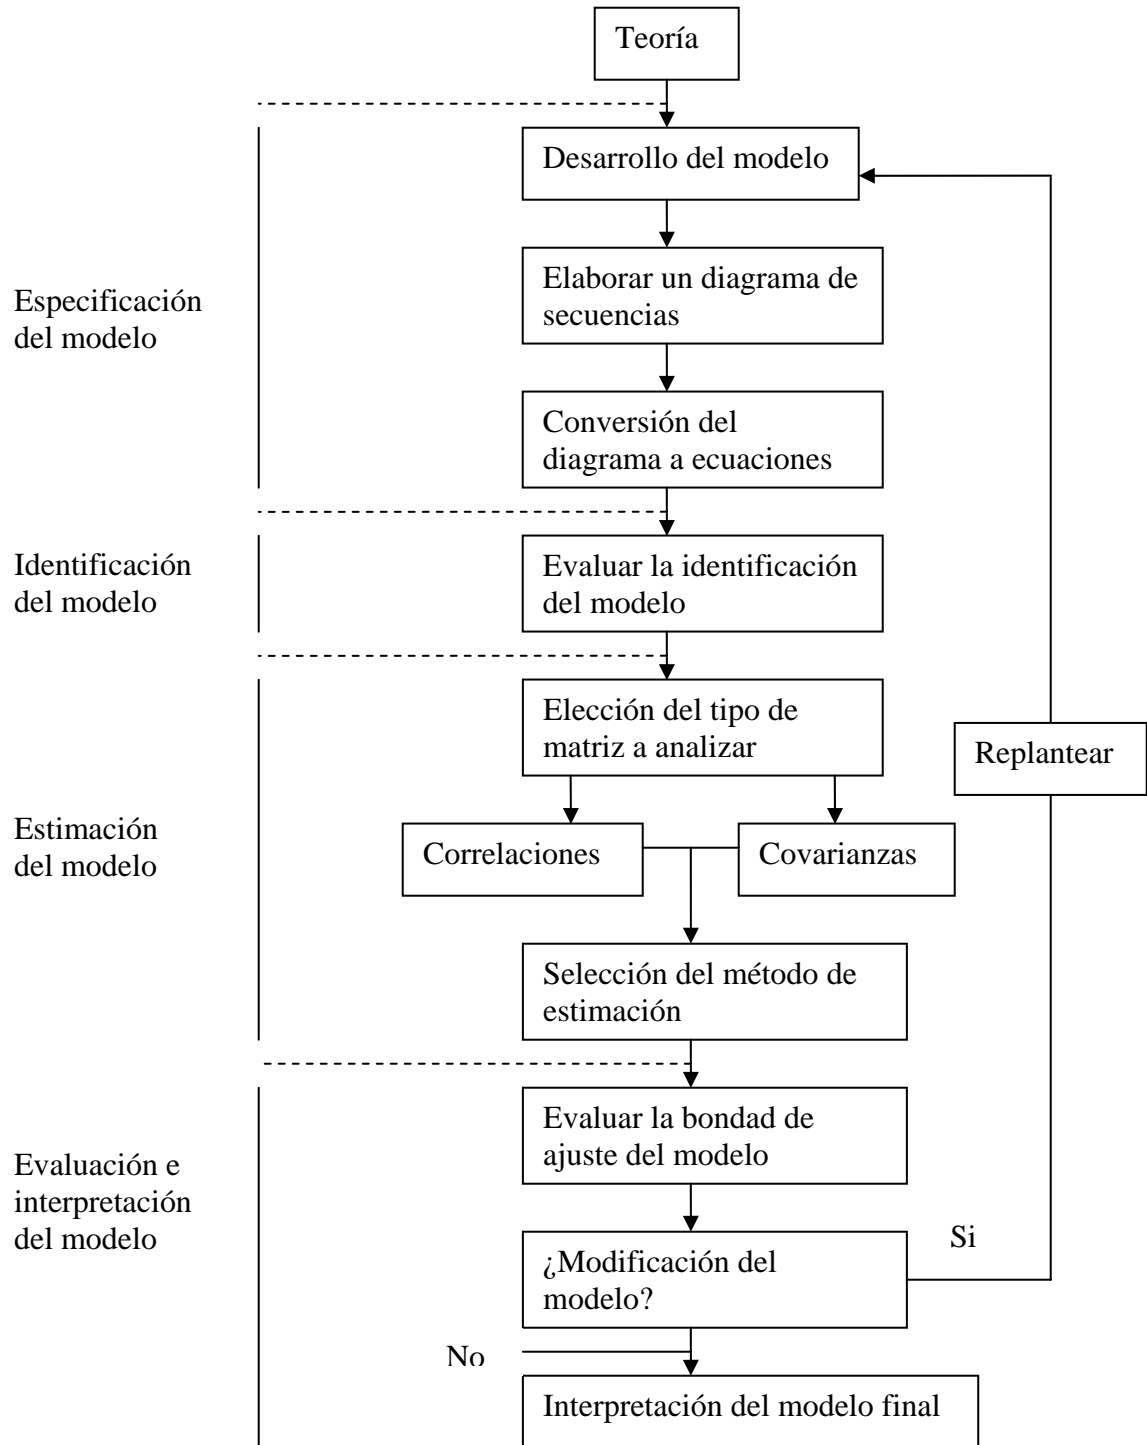 Teoría
Desarrollo del modelo
Elaborar un diagrama de
secuencias
Especificación
del modelo
Conversión del
diagrama a ecuaciones
Identificación
del modelo
Evaluar la identificación
del modelo
Elección del tipo de
matriz a analizar
Replantear
Estimación
del modelo
Correlaciones
Covarianzas
Selección del método de
estimación
Evaluar la bondad de
ajuste del modelo
Evaluación e
interpretación
del modelo
¿Modificación del
modelo?
Si
No
Interpretación del modelo final